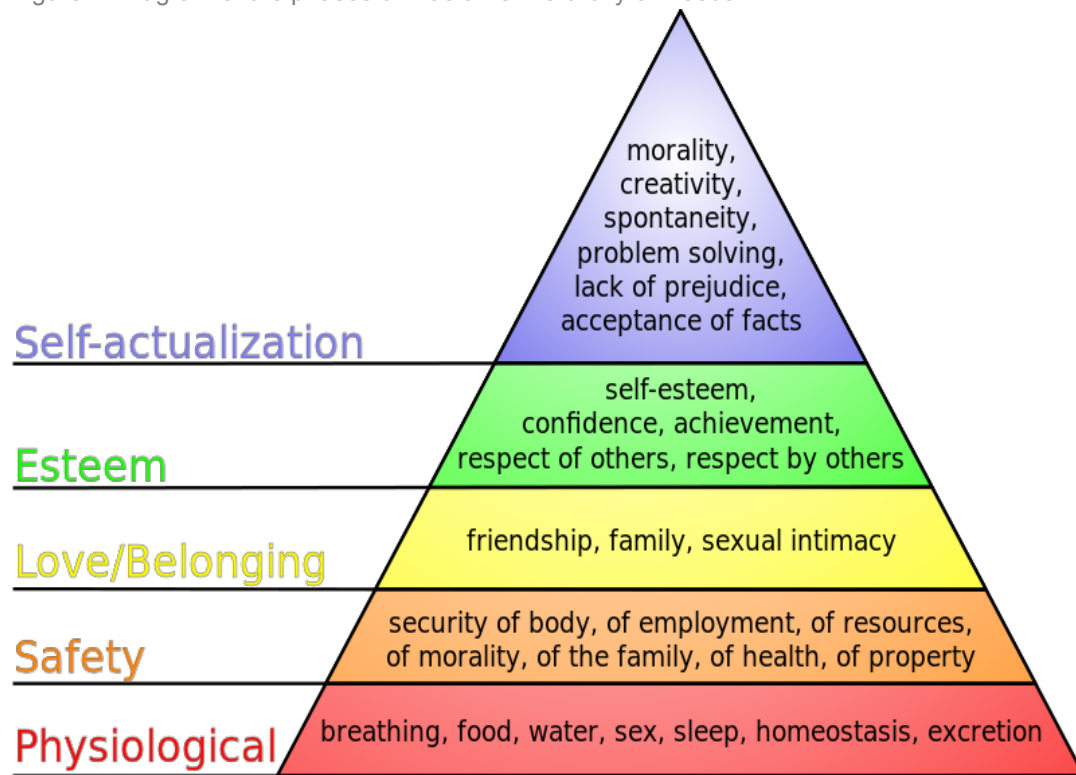 morality,
creativity,
spontaneity,
problem solving,
lack of prejudice,
acceptance of facts
Self-actualization
self-esteem,
confidence, achievement,
respect of others, respect by others
Esteem
friendship, family, sexual intimacy
Love/Belonging
security of body, of employment, of resources,
of morality, of the family, of health, of property
Safety
breathing, food, water, sex, sleep, homeostasis, excretion
Physiological